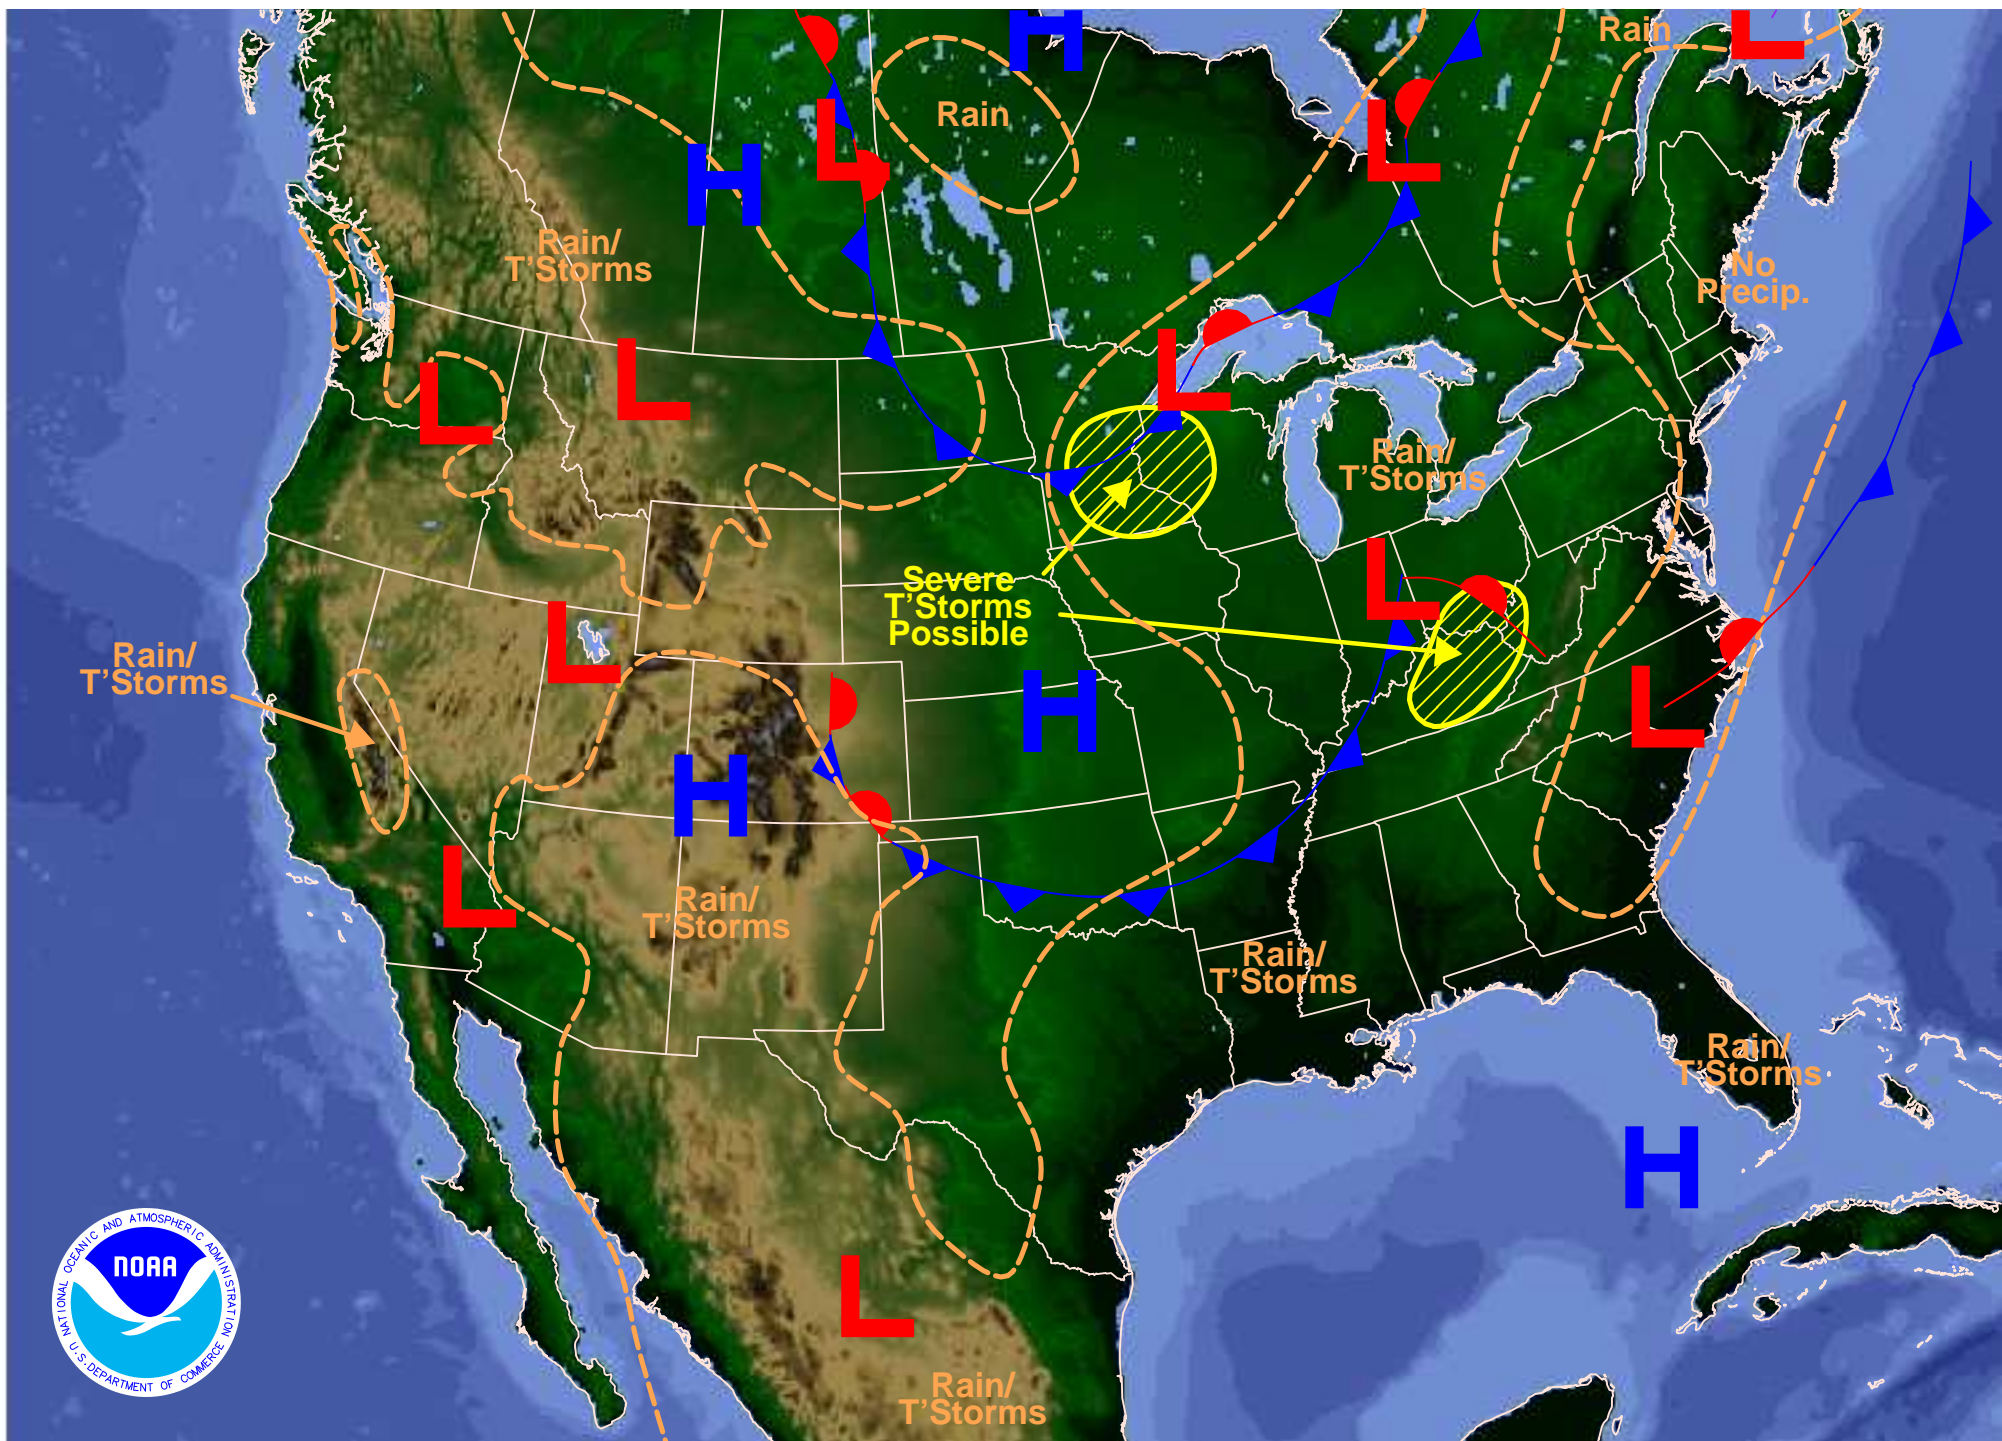 H
L
Rain
Rain
L
L
H
Rain/
T'Storms
No
Precip.
L
L
L
Rain/
T'Storms
Severe
T'Storms
Possible
L
L
Rain/
T'Storms
H
L
H
L
Rain/
T'Storms
Rain/
T'Storms
Rain/
T'Storms
H
L
Rain/
T'Storms
NATIONAL OCEANIC AND ATMOSPHERIC ADMINISTRATION
NOAA
U.S. DEPARTMENT OF COMMERCE